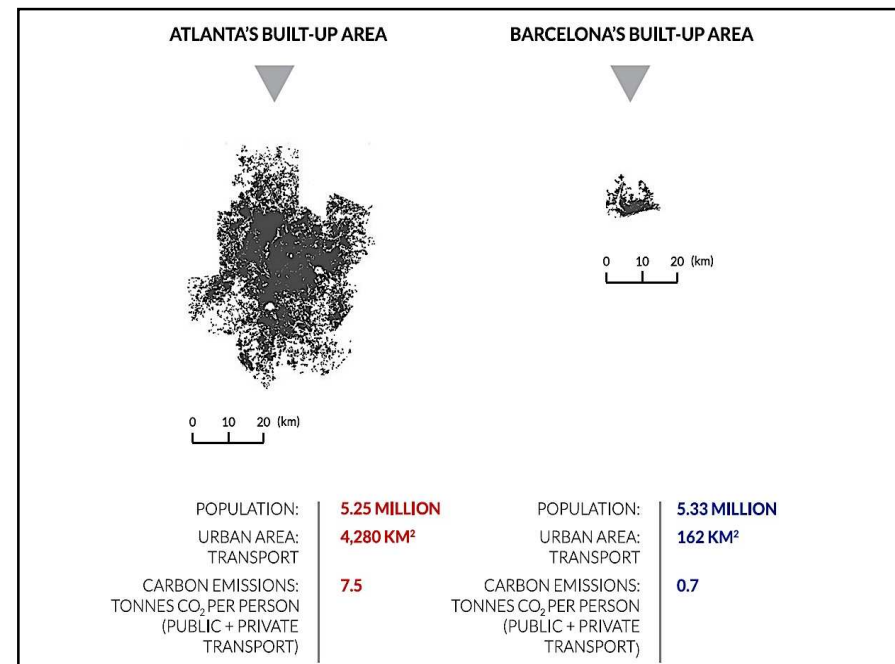 ATLANTA'S BUILT-UP AREA
BARCELONA'S BUILT-UP AREA
0 10 20 (km)
0 10 20 (km)
POPULATION: 5.25 MILLION
URBAN AREA: 4,280 KM²
TRANSPORT
CARBON EMISSIONS: 7.5
TONNES CO₂ PER PERSON
(PUBLIC + PRIVATE
TRANSPORT)
POPULATION: 5.33 MILLION
URBAN AREA: 162 KM²
TRANSPORT
CARBON EMISSIONS: 0.7
TONNES CO₂ PER PERSON
(PUBLIC + PRIVATE
TRANSPORT)